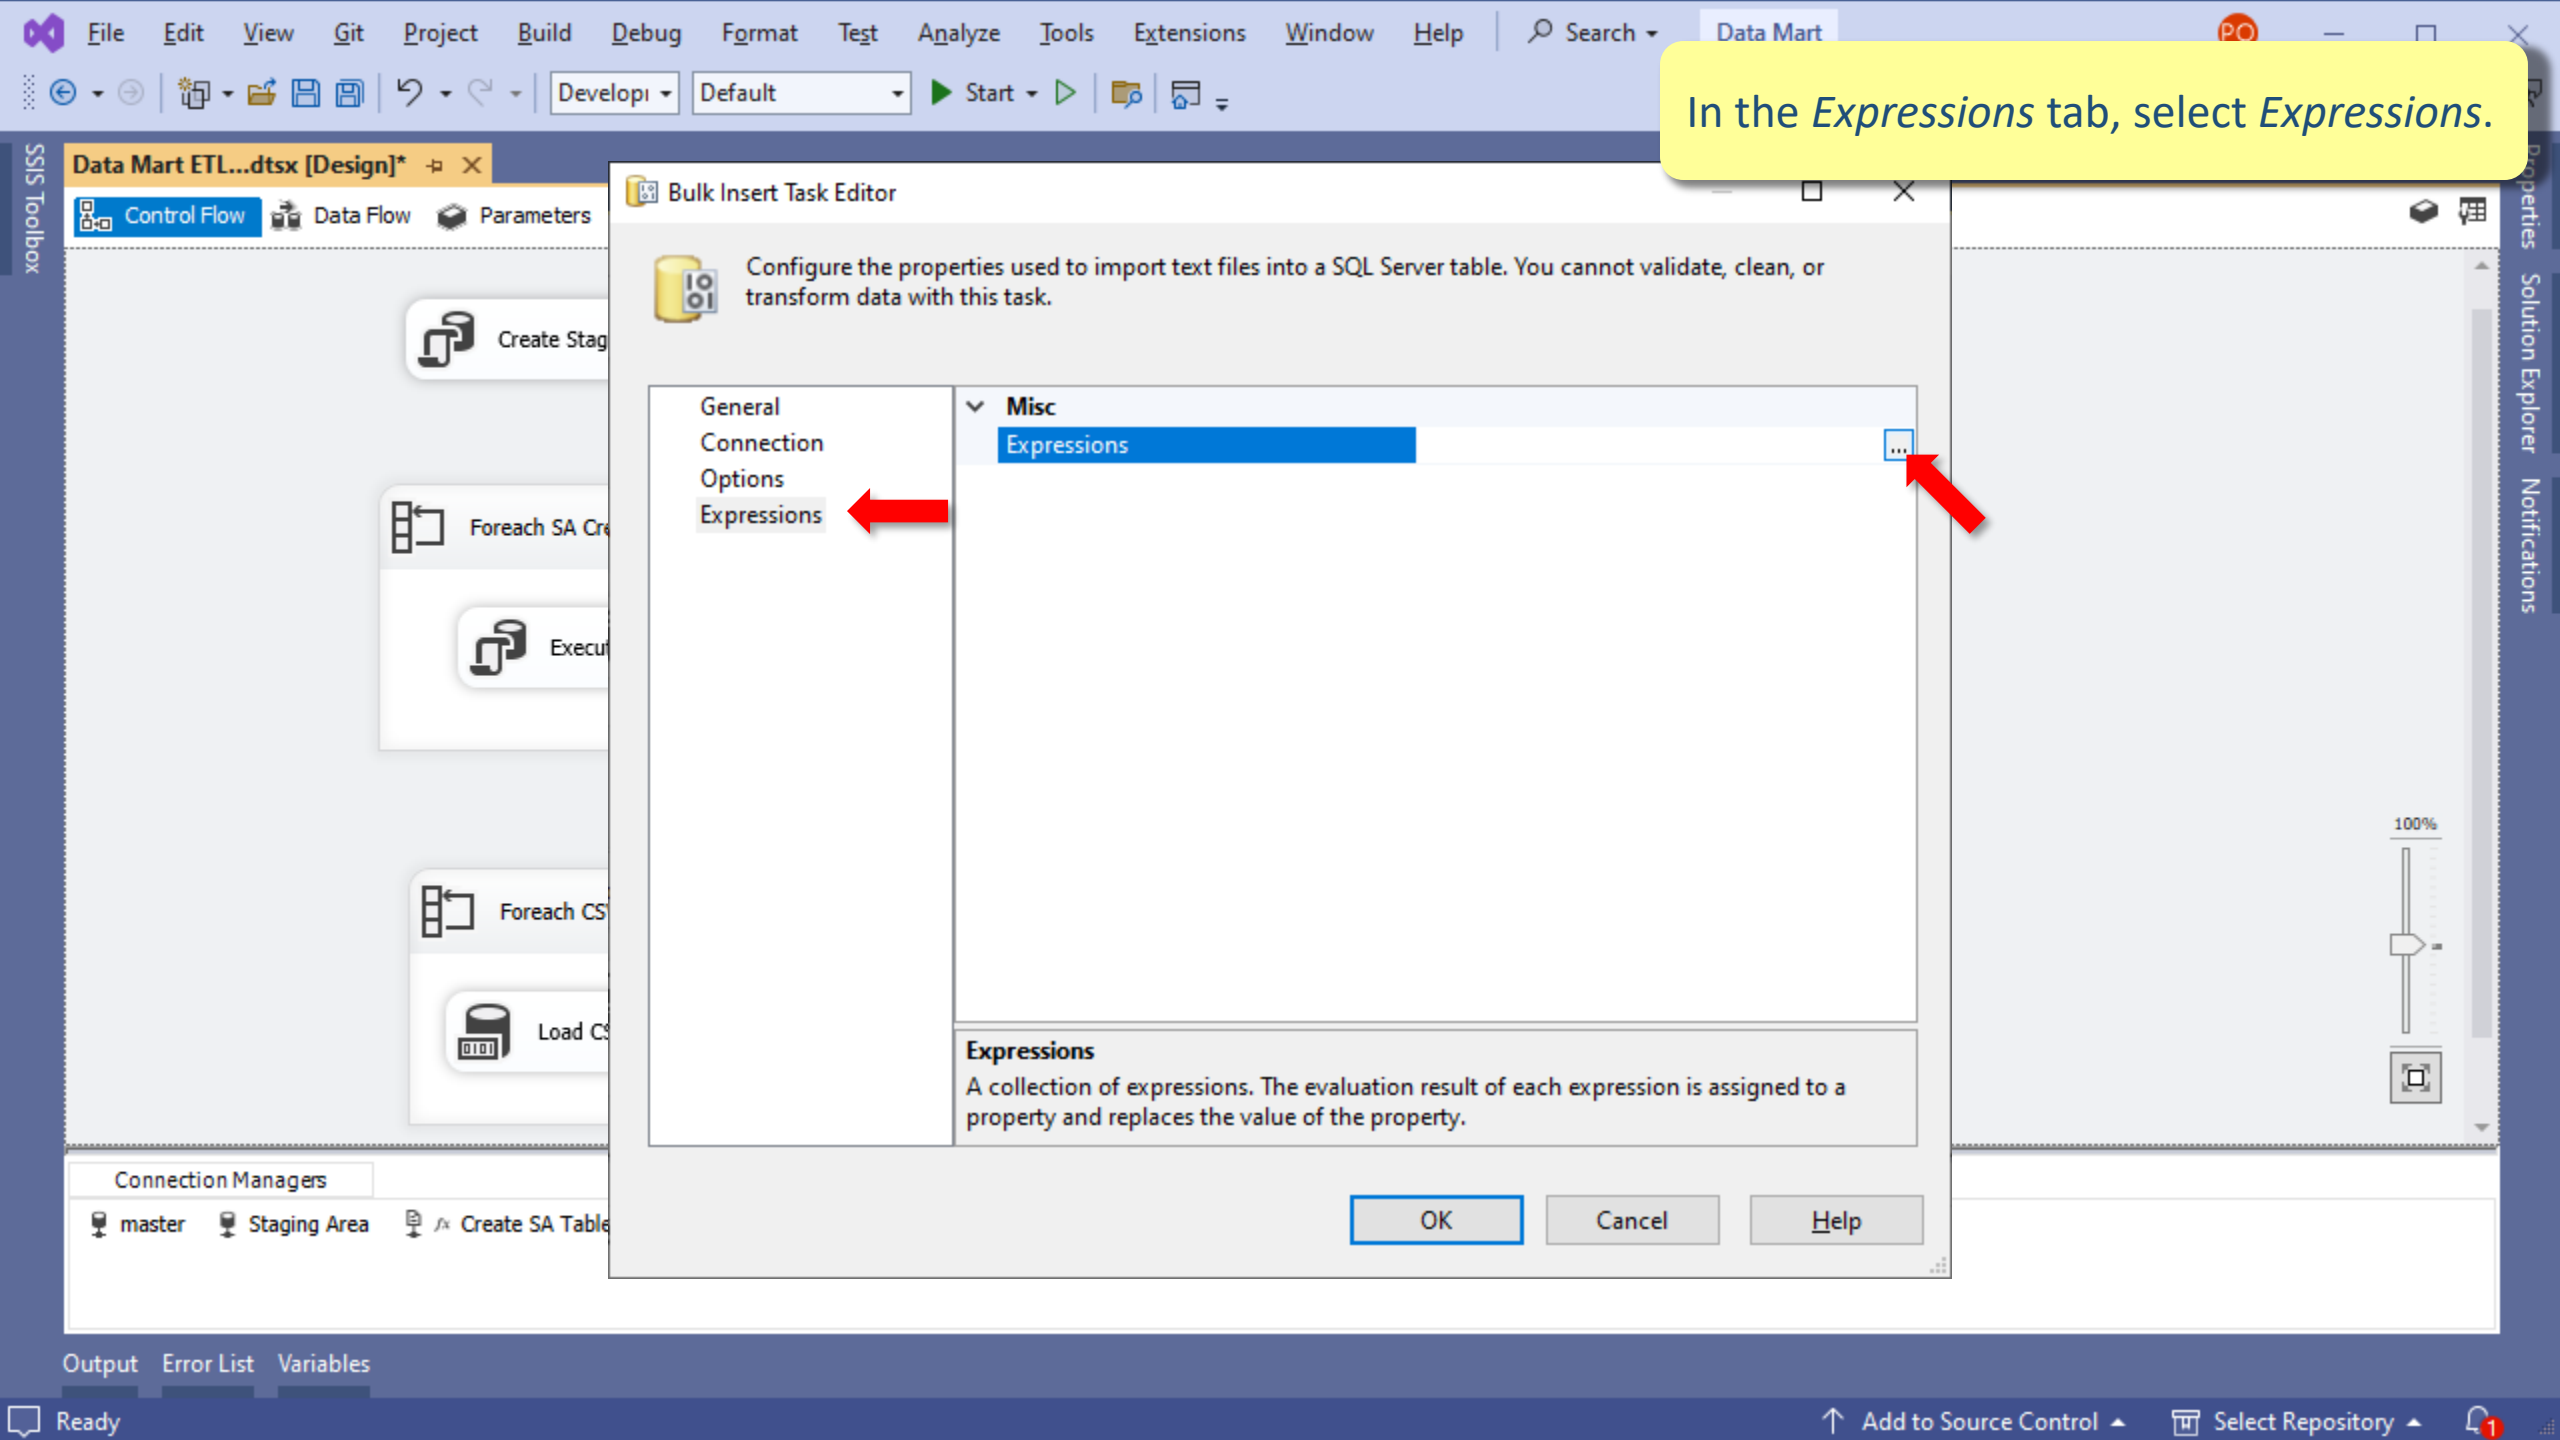 File Edit View Git Project Build Debug Format Test Analyze Tools Extensions Window Help Search Data Mart
Developi Default Start
In the Expressions tab, select Expressions.
SSIS Toolbox
Data Mart ETL...dtsx [Design]*
Control Flow Data Flow Parameters
Bulk Insert Task Editor
Configure the properties used to import text files into a SQL Server table. You cannot validate, clean, or
transform data with this task.
Create Stag
Foreach SA Cre
Execut
Foreach CS
Load CS
General
Connection
Options
Expressions
Misc
Expressions
...
Expressions
A collection of expressions. The evaluation result of each expression is assigned to a
property and replaces the value of the property.
OK Cancel Help
100%
Properties
Solution Explorer
Notifications
Connection Managers
master Staging Area fx Create SA Table
Output Error List Variables
Ready Add to Source Control Select Repository 1